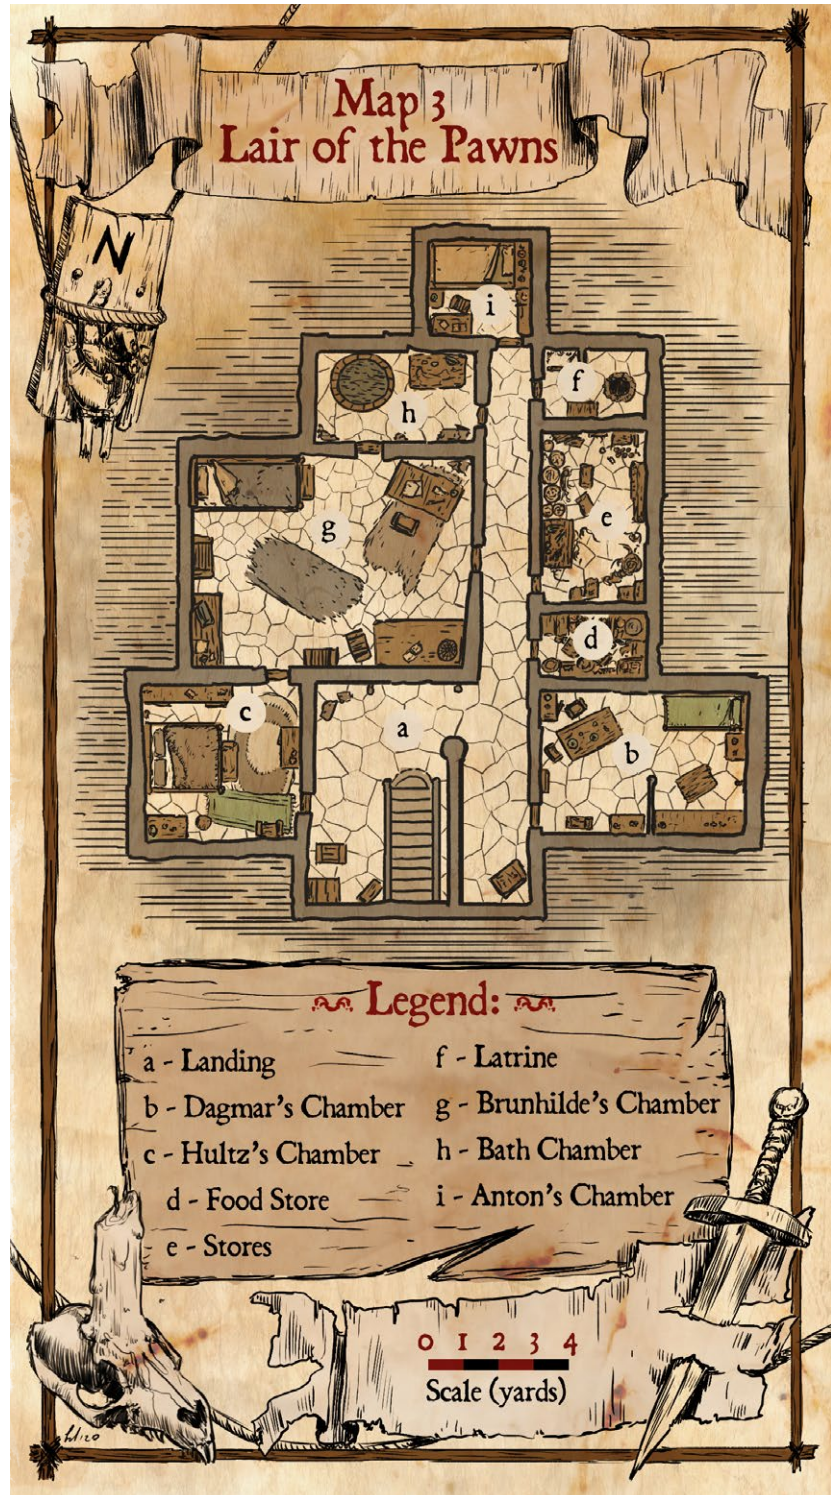 Map 3
Lair of the Pawns
N
i
f
h
e
g
d
c
a
b
Legend:
a - Landing
b - Dagmar's Chamber
c - Hultz's Chamber
d - Food Store
e - Stores
f - Latrine
g - Brunhilde's Chamber
h - Bath Chamber
i - Anton's Chamber
0 1 2 3 4
Scale (yards)